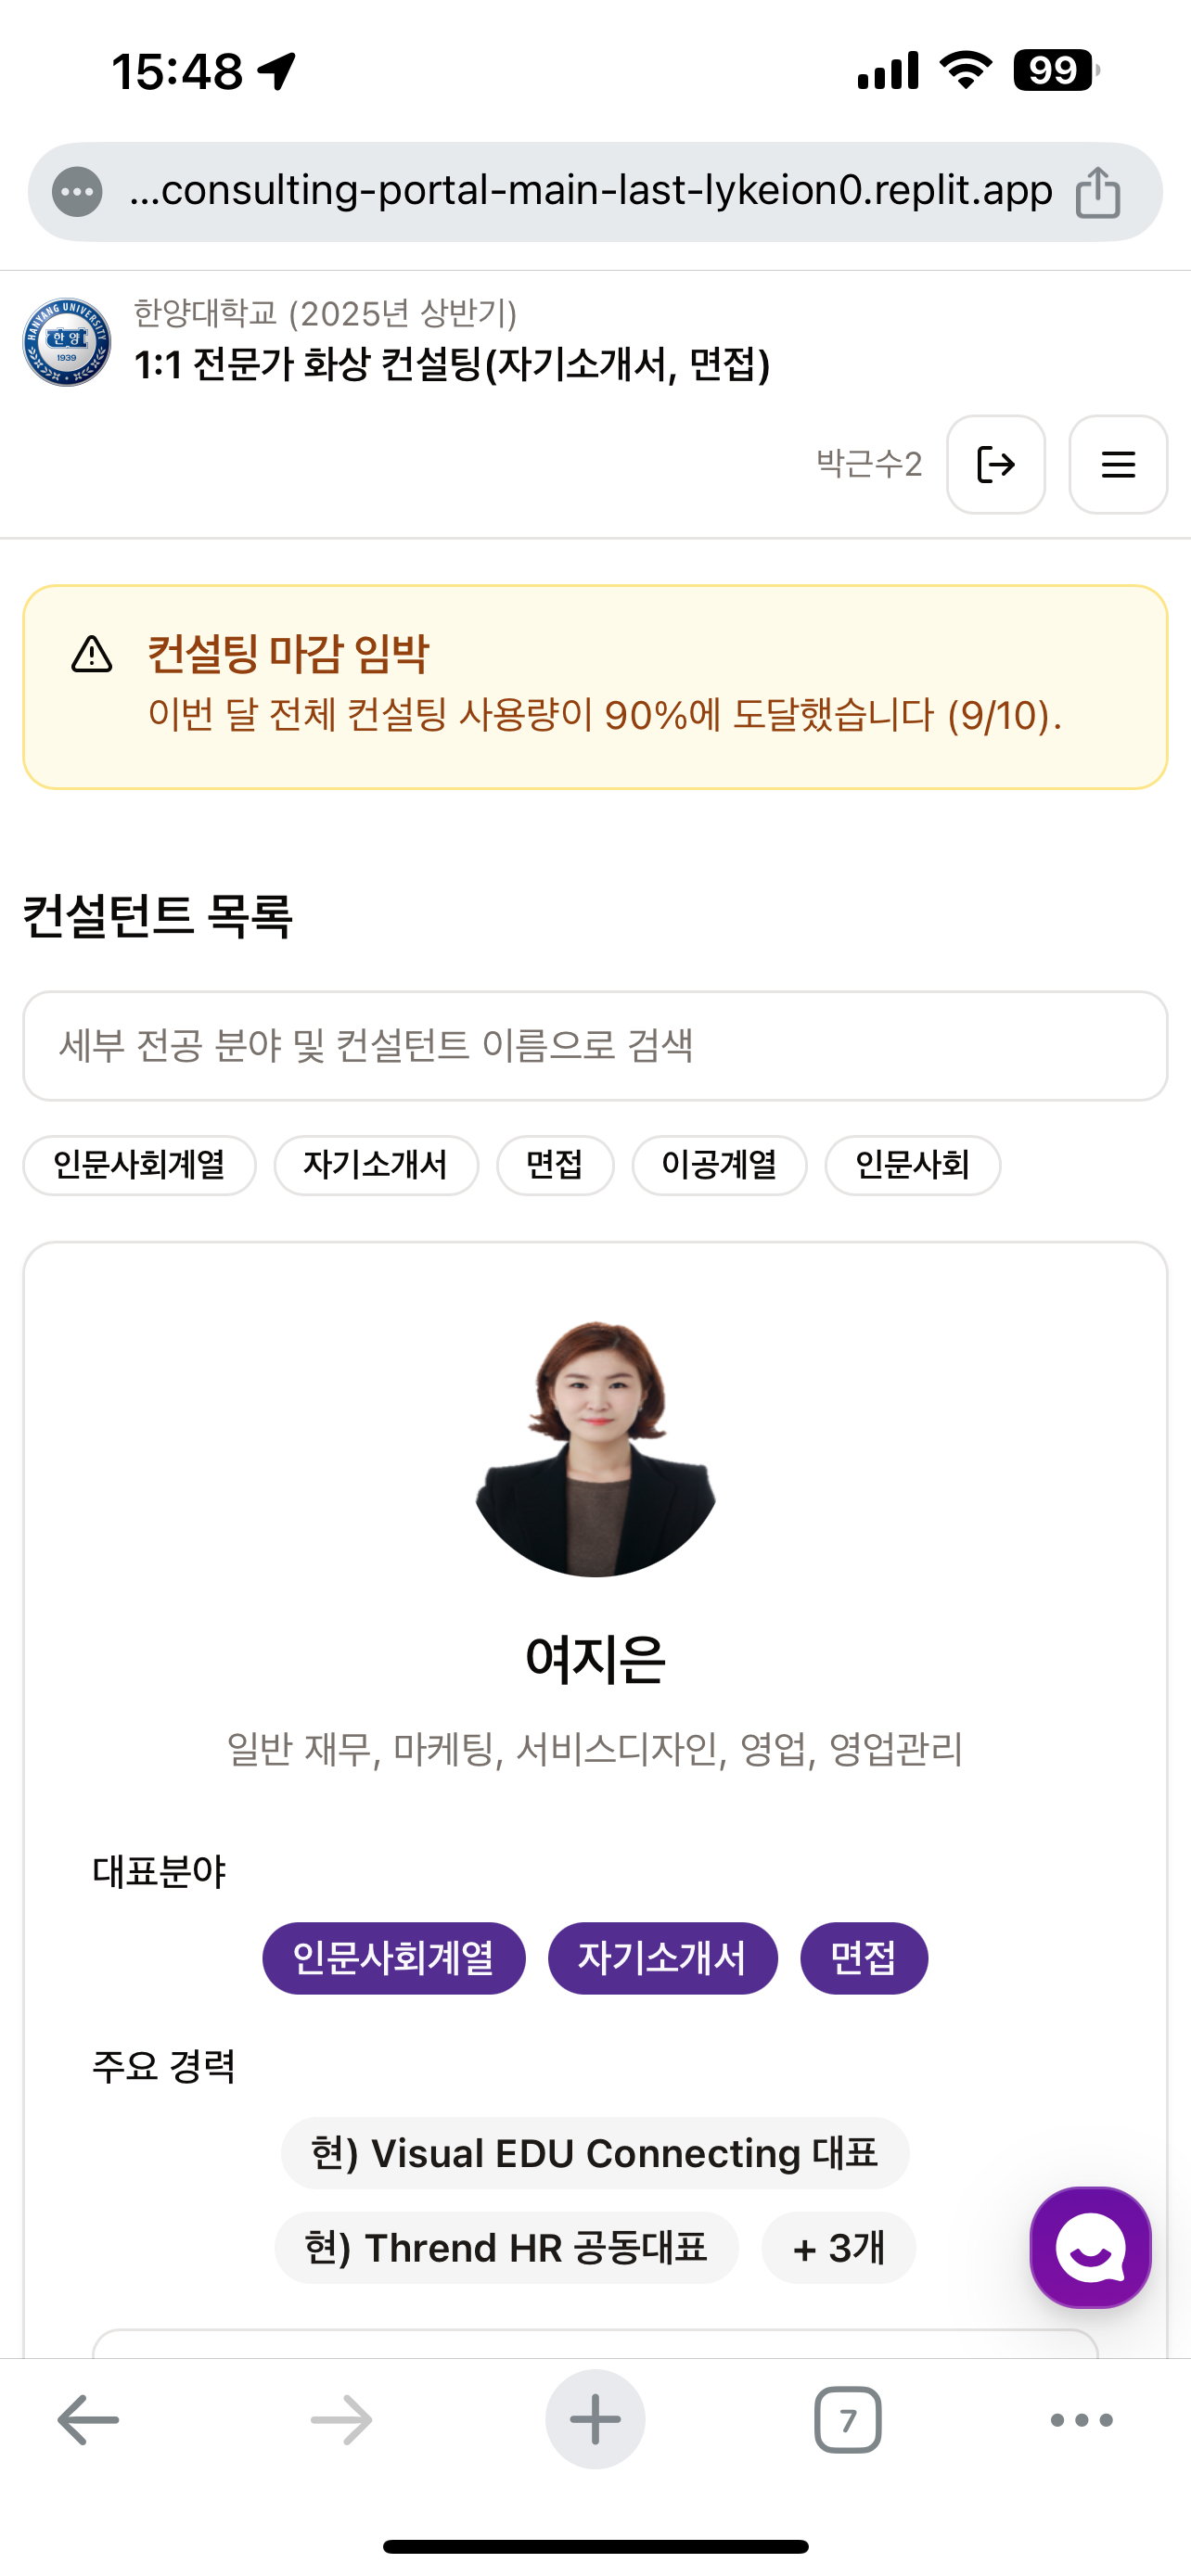 15:48
99
...consulting-portal-main-last-lykeion0.replit.app
HANYANG UNIVERSITY
한양
1939
한양대학교 (2025년 상반기)
1:1 전문가 화상 컨설팅(자기소개서, 면접)
박근수2
컨설팅 마감 임박
이번 달 전체 컨설팅 사용량이 90%에 도달했습니다 (9/10).
컨설턴트 목록
세부 전공 분야 및 컨설턴트 이름으로 검색
인문사회계열 자기소개서 면접 이공계열 인문사회
여지은
일반 재무, 마케팅, 서비스디자인, 영업, 영업관리
대표분야
인문사회계열 자기소개서 면접
주요 경력
현) Visual EDU Connecting 대표
현) Thrend HR 공동대표 + 3개
7